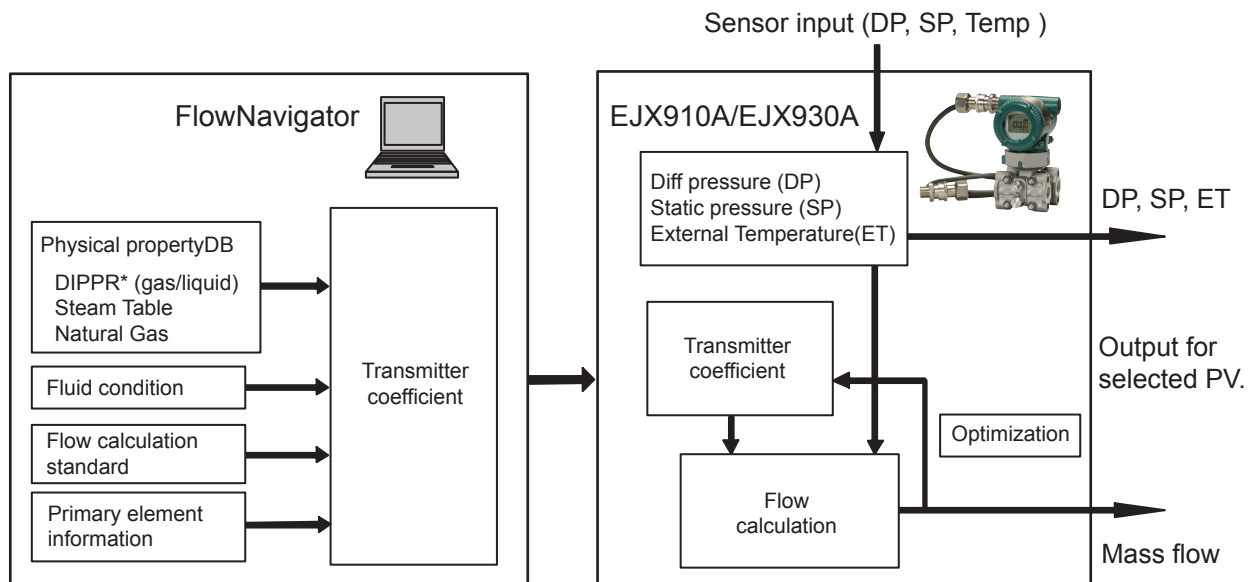 Sensor input (DP, SP, Temp )
FlowNavigator
Physical propertyDB
DIPPR* (gas/liquid)
Steam Table
Natural Gas
Fluid condition
Flow calculation
standard
Primary element
information
Transmitter
coefficient
EJX910A/EJX930A
Diff pressure (DP)
Static pressure (SP)
External Temperature(ET)
Transmitter
coefficient
Flow
calculation
Optimization
DP, SP, ET
Output for
selected PV.
Mass flow